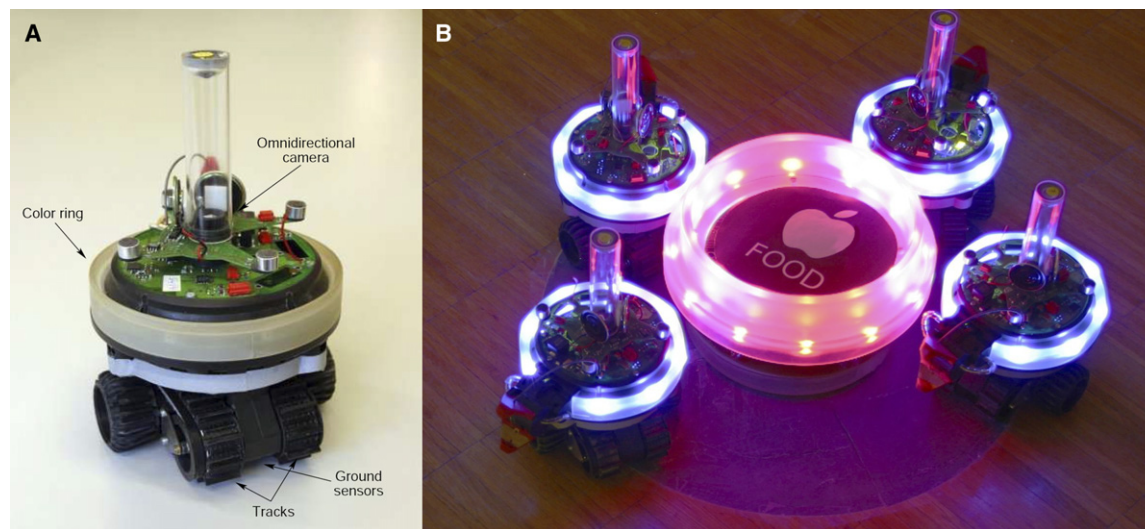 A
Omnidirectional
camera
Color ring
Ground
sensors
Tracks
B
FOOD